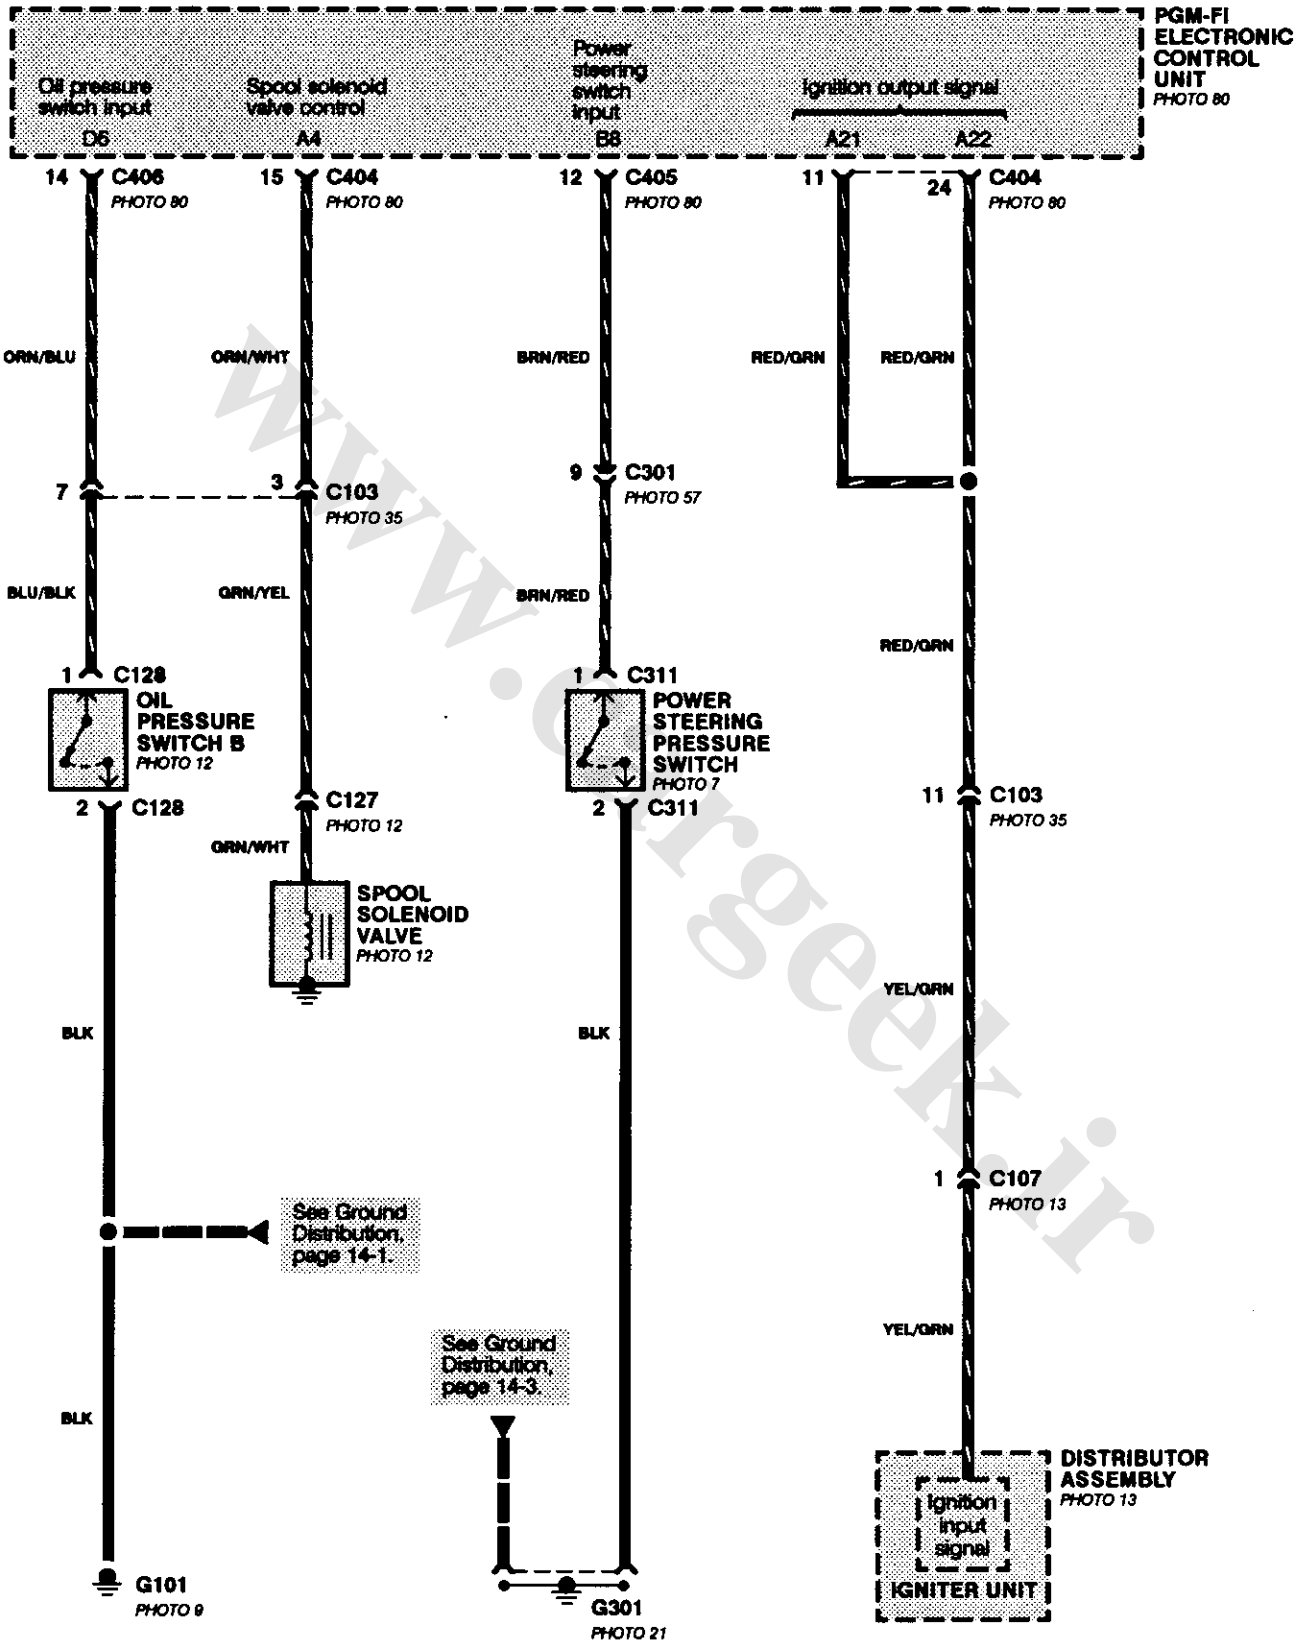 PGM-FI
ELECTRONIC
CONTROL
UNIT
PHOTO 80
Oil pressure
switch input
D6
Spool solenoid
valve control
A4
Power
steering
switch
input
B8
Ignition output signal
A21
A22
14
C406
PHOTO 80
15
C404
PHOTO 80
12
C405
PHOTO 80
11
24
C404
PHOTO 80
ORN/BLU
ORN/WHT
BRN/RED
RED/GRN
RED/GRN
7
3
C103
PHOTO 35
9
C301
PHOTO 57
BLU/BLK
GRN/YEL
BRN/RED
RED/GRN
1
C128
OIL
PRESSURE
SWITCH B
PHOTO 12
2
C128
C127
PHOTO 12
GRN/WHT
SPOOL
SOLENOID
VALVE
PHOTO 12
1
C311
POWER
STEERING
PRESSURE
SWITCH
PHOTO 7
2
C311
11
C103
PHOTO 35
YEL/GRN
BLK
BLK
1
C107
PHOTO 13
See Ground
Distribution,
page 14-1.
YEL/GRN
See Ground
Distribution,
page 14-3.
BLK
DISTRIBUTOR
ASSEMBLY
PHOTO 13
Ignition
input
signal
IGNITER UNIT
G101
PHOTO 9
G301
PHOTO 21
www.cargeek.ir